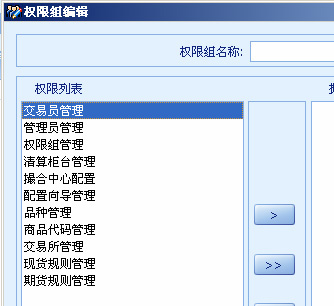 权限组编辑
权限组名称:
权限列表
交易员管理
管理员管理
权限组管理
清算柜台管理
撮合中心配置
配置向导管理
品种管理
商品代码管理
交易所管理
现货规则管理
期货规则管理
>
>>